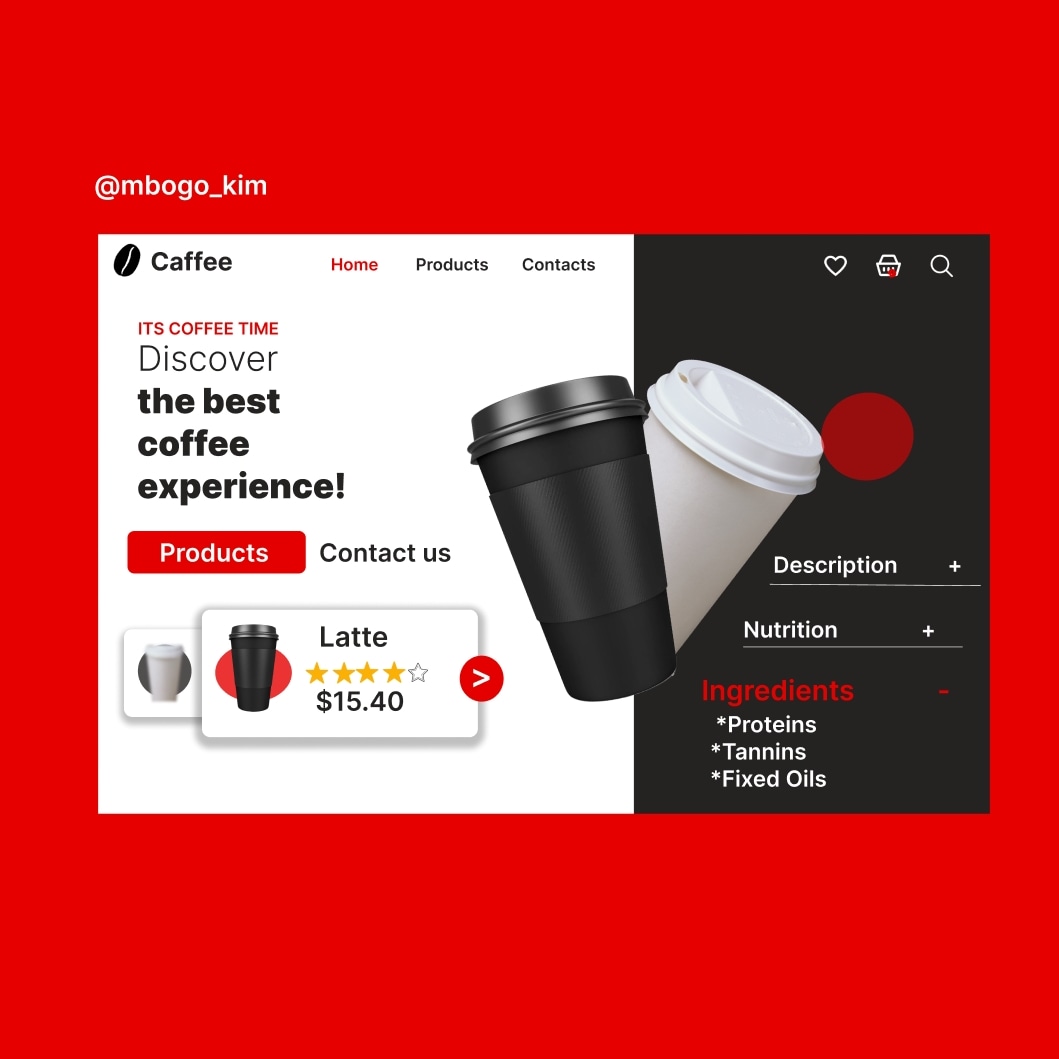 @mbogo_kim
Caffee
Home
Products
Contacts
ITS COFFEE TIME
Discover
the best
coffee
experience!
Products
Contact us
Latte
$15.40
>
Description +
Nutrition +
Ingredients -
*Proteins
*Tannins
*Fixed Oils